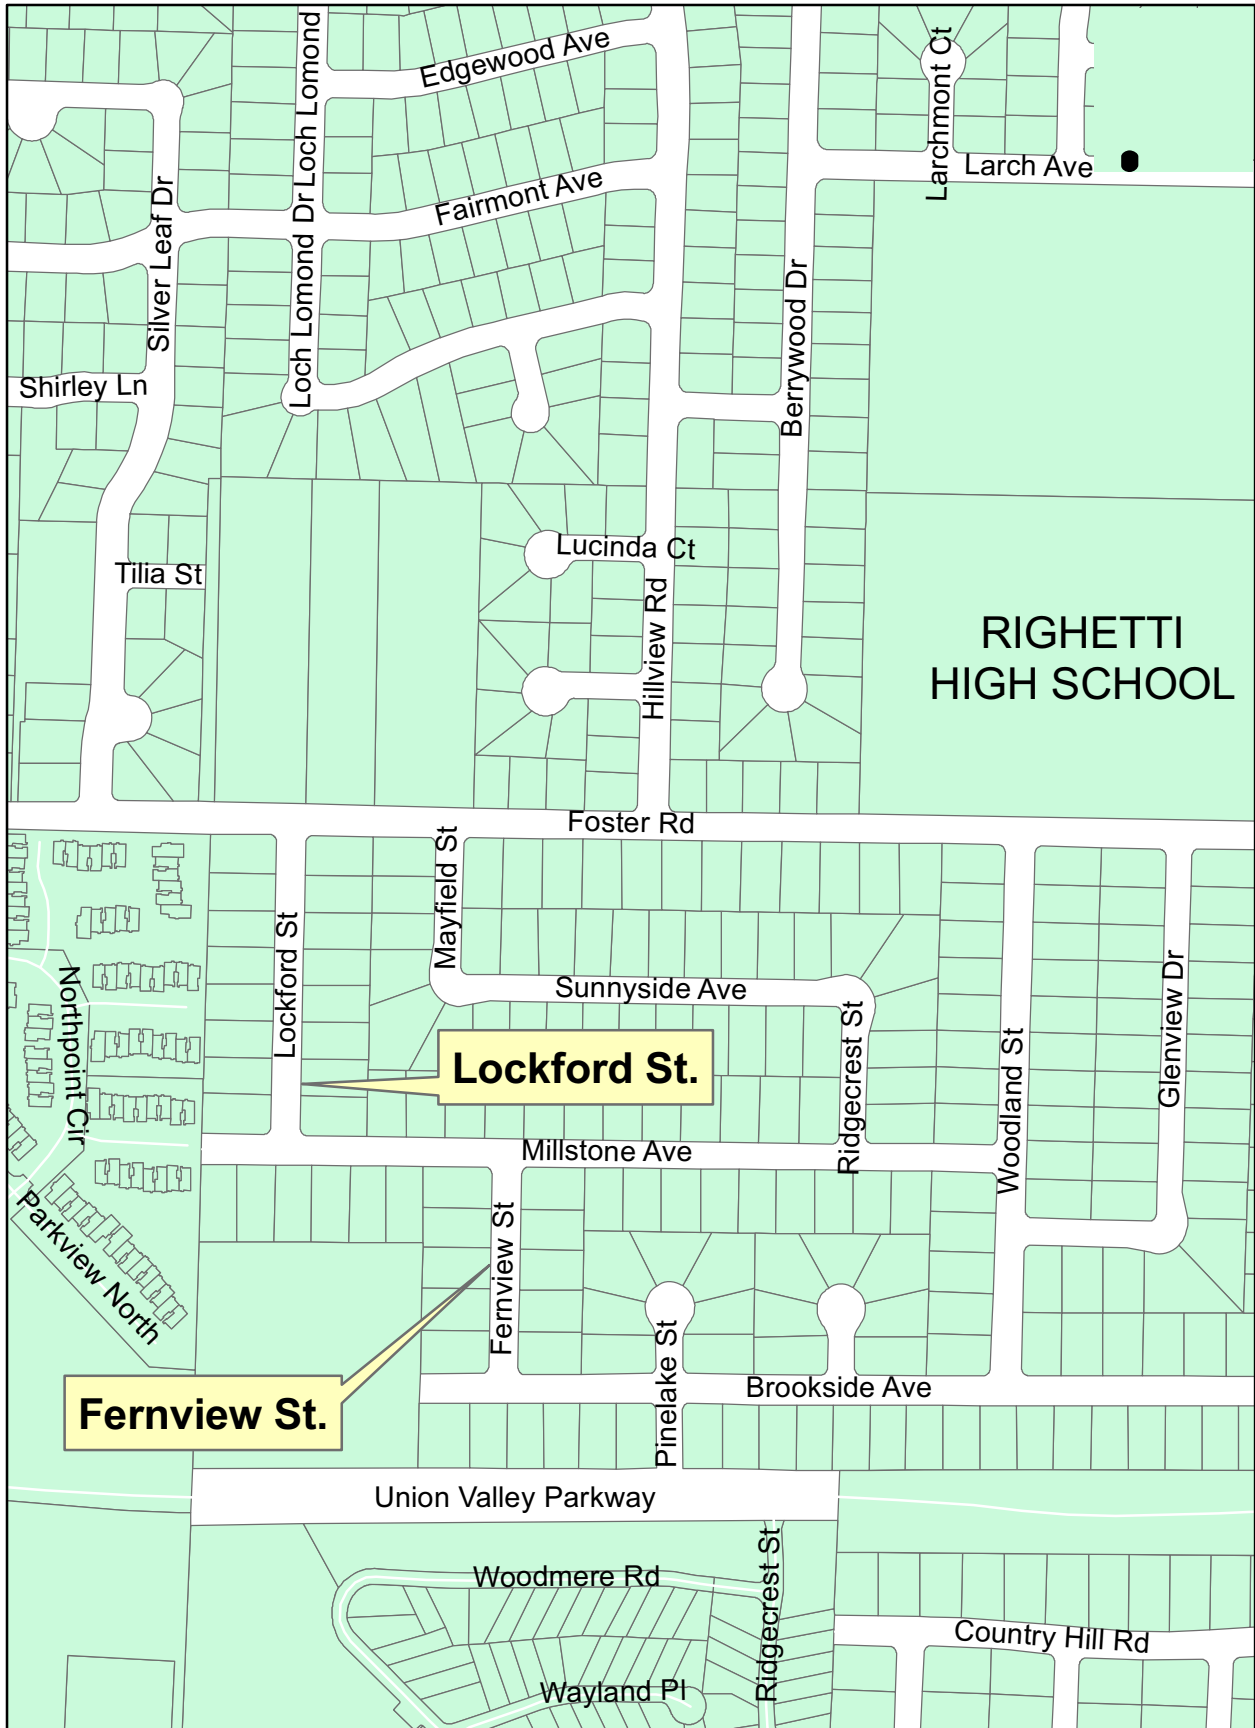 Edgewood Ave
Loch Lomond
Larchmont Ct
Larch Ave
Fairmont Ave
Silver Leaf Dr
Loch Lomond Dr
Berrywood Dr
Shirley Ln
Lucinda Ct
Tilia St
Hillview Rd
RIGHETTI
HIGH SCHOOL
Foster Rd
Mayfield St
Lockford St
Northpoint Cir
Sunnyside Ave
Ridgecrest St
Glenview Dr
Woodland St
Lockford St.
Millstone Ave
Parkview North
Fernview St
Pinelake St
Brookside Ave
Fernview St.
Union Valley Parkway
Ridgecrest St
Woodmere Rd
Country Hill Rd
Wayland Pl